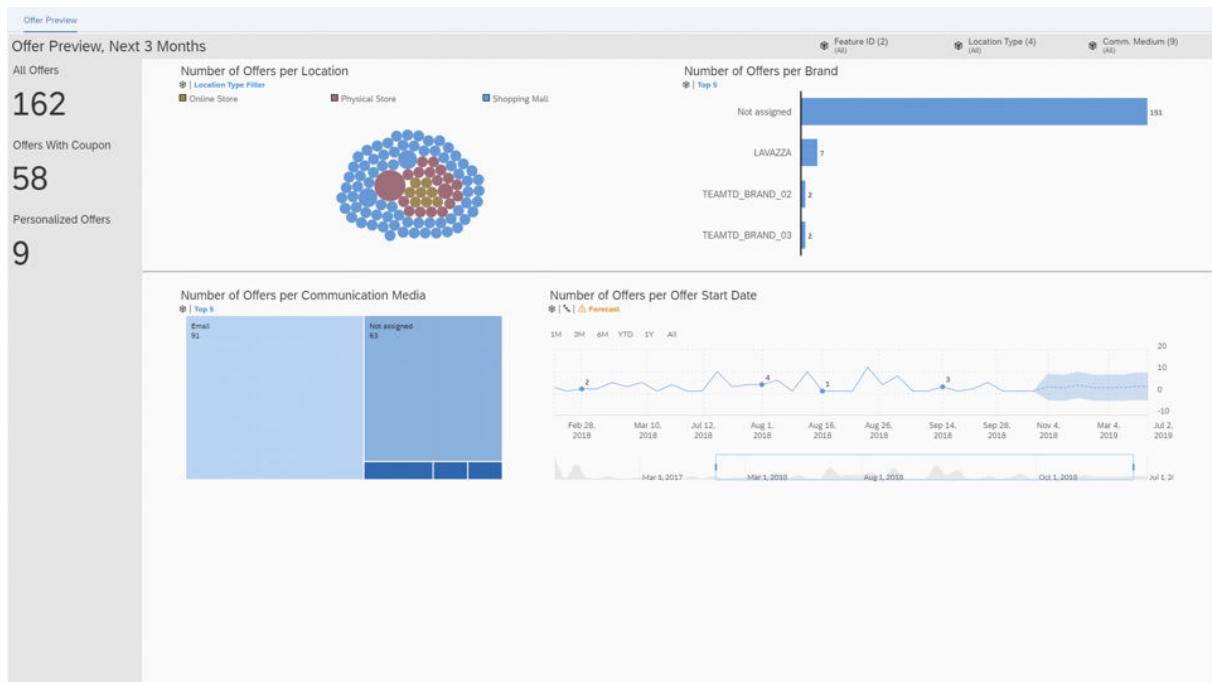 Offer Preview
Offer Preview, Next 3 Months
Feature ID (2)
(All)
Location Type (4)
(All)
Comm. Medium (9)
(All)
All Offers
162
Offers With Coupon
58
Personalized Offers
9
Number of Offers per Location
Location Type Filter
Online Store
Physical Store
Shopping Mall
Number of Offers per Brand
Top 5
Not assigned
151
LAVAZZA
7
TEAMTD_BRAND_02
2
TEAMTD_BRAND_03
2
Number of Offers per Communication Media
Top 5
Email
91
Not assigned
63
Number of Offers per Offer Start Date
Forecast
1M 3M 6M YTD 1Y All
20
10
0
-10
2
4
1
3
Feb 28, 2018
Mar 10, 2018
Jul 12, 2018
Aug 1, 2018
Aug 16, 2018
Aug 26, 2018
Sep 14, 2018
Sep 28, 2018
Nov 4, 2018
Mar 4, 2019
Jul 2, 2019
Mar 1, 2017
Mar 1, 2018
Aug 1, 2018
Oct 1, 2018
Jul 1, 2